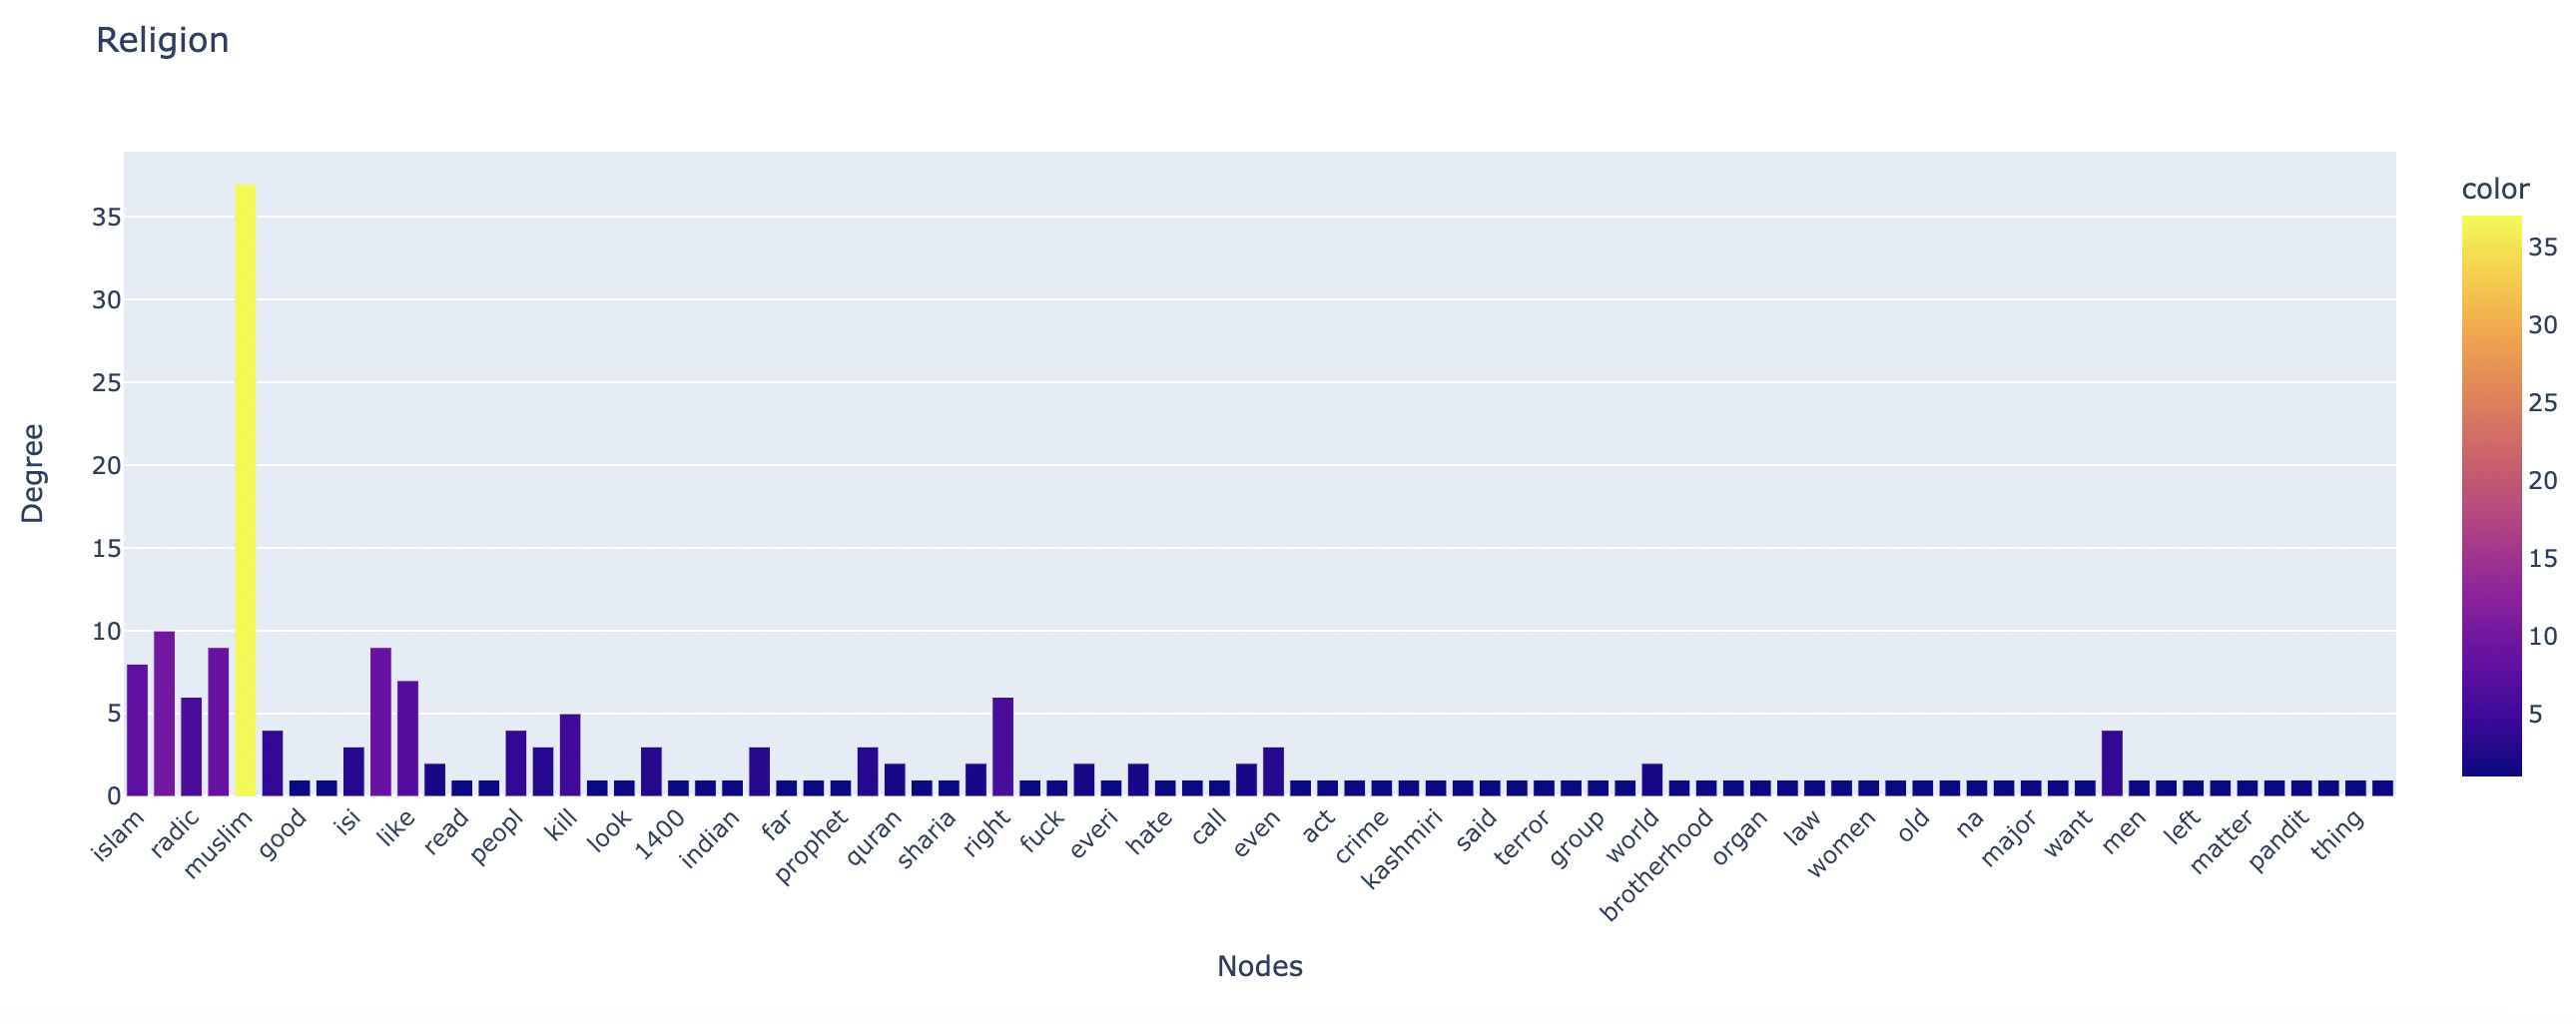 Religion
color
35
30
25
20
15
10
5
0
Degree
35
30
25
20
15
10
5
islam
radic
muslim
good
isi
like
read
peopl
kill
look
1400
indian
far
prophet
quran
sharia
right
fuck
everi
hate
call
even
act
crime
kashmiri
said
terror
group
world
brotherhood
organ
law
women
old
na
major
want
men
left
matter
pandit
thing
Nodes